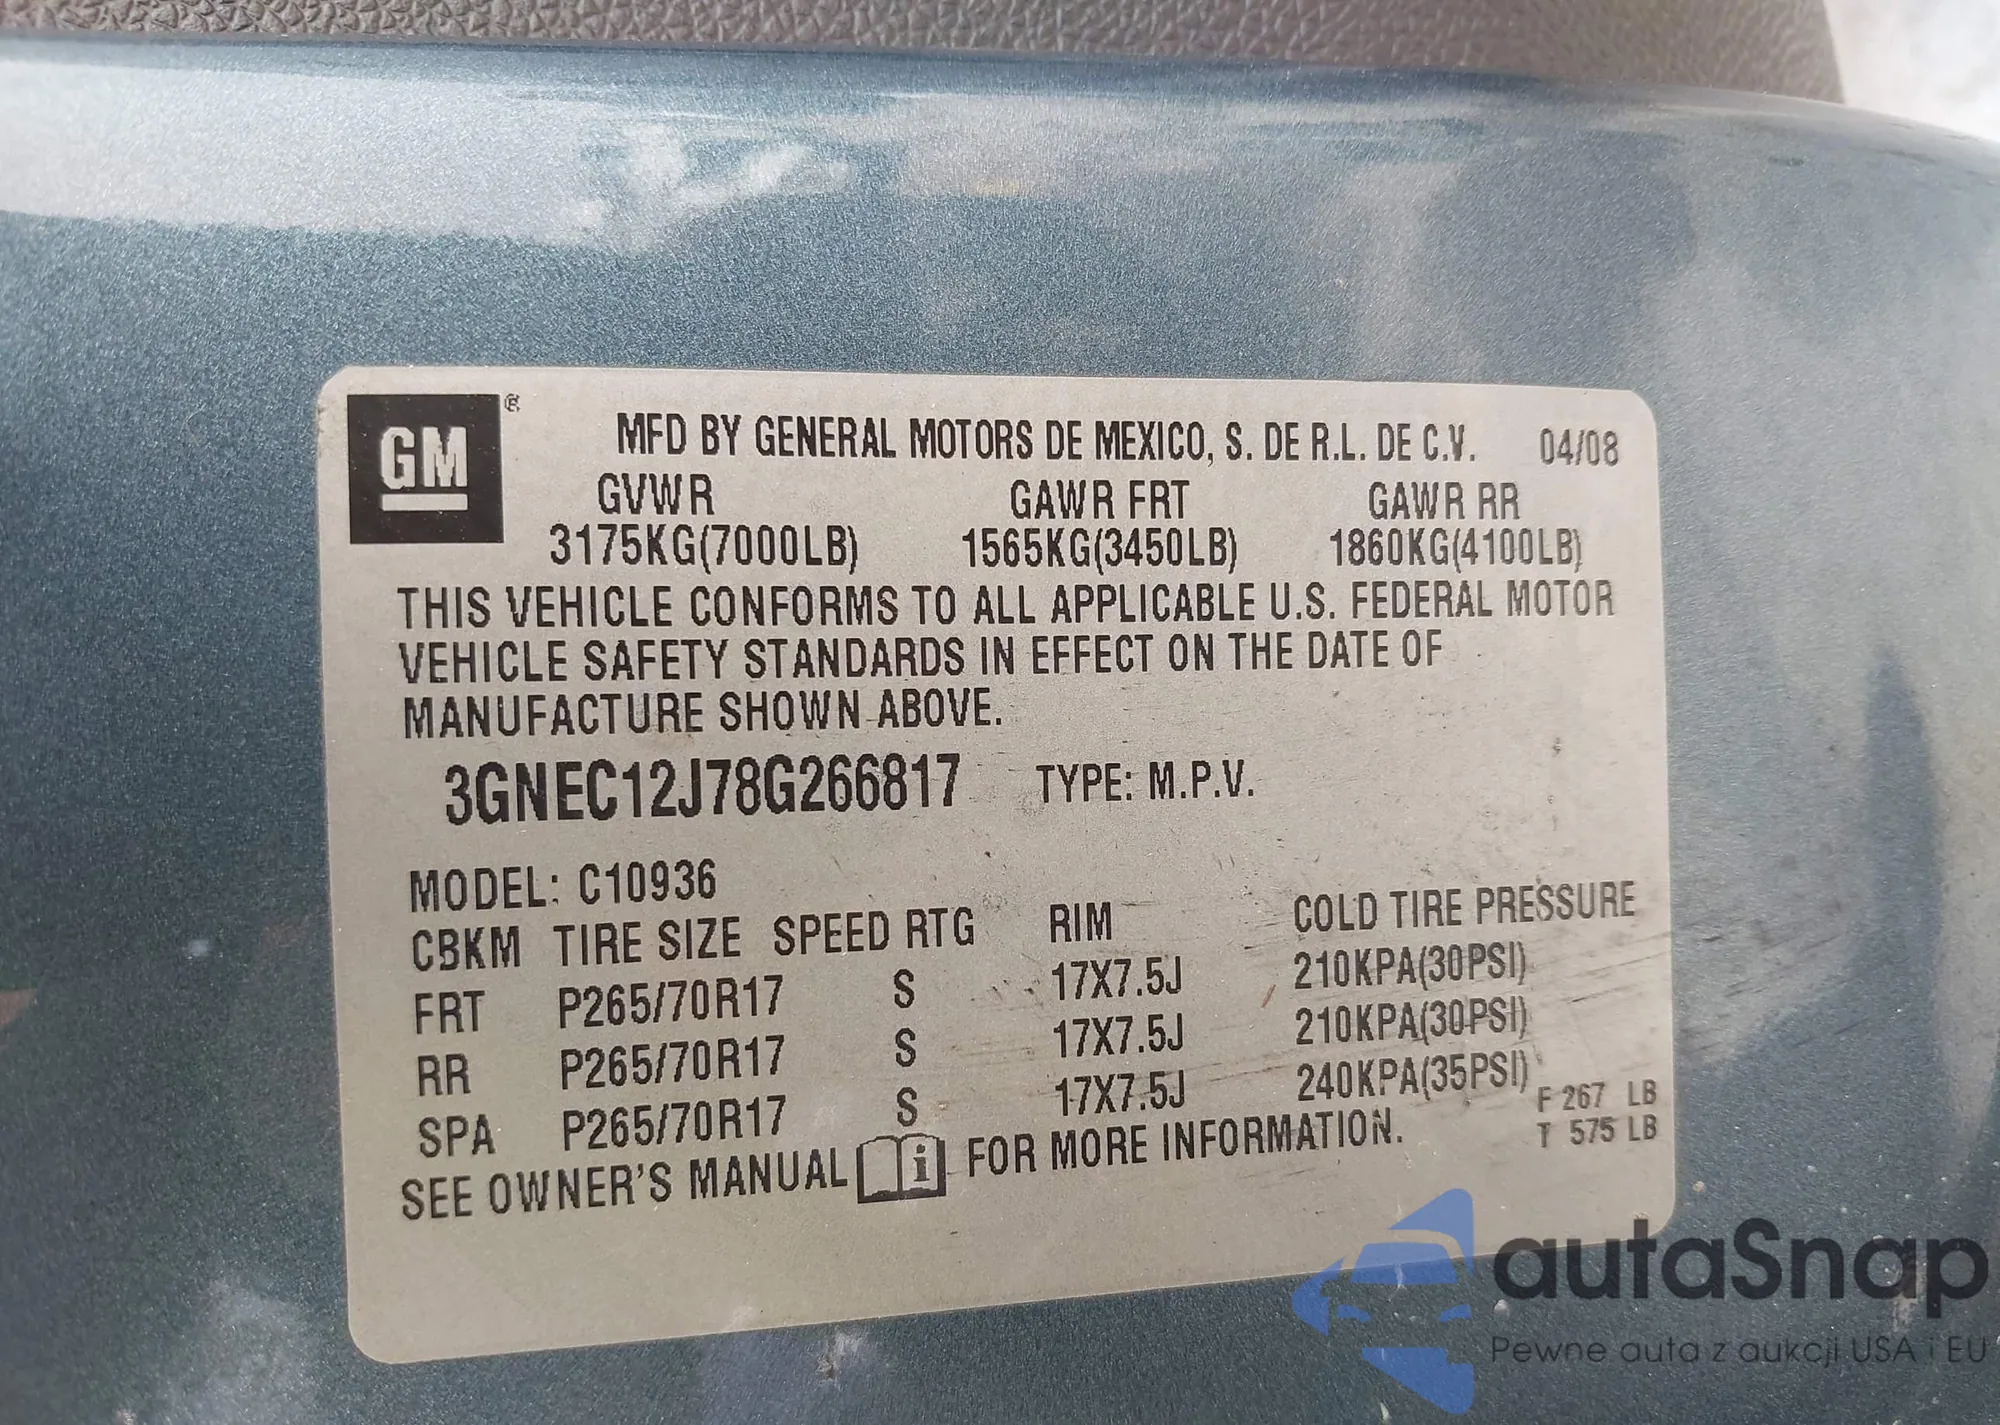 GM ®
MFD BY GENERAL MOTORS DE MEXICO, S. DE R.L. DE C.V. 04/08
GVWR GAWR FRT GAWR RR
3175KG(7000LB) 1565KG(3450LB) 1860KG(4100LB)
THIS VEHICLE CONFORMS TO ALL APPLICABLE U.S. FEDERAL MOTOR
VEHICLE SAFETY STANDARDS IN EFFECT ON THE DATE OF
MANUFACTURE SHOWN ABOVE.
3GNEC12J78G266817 TYPE: M.P.V.
MODEL: C10936
CBKM TIRE SIZE SPEED RTG RIM COLD TIRE PRESSURE
FRT P265/70R17 S 17X7.5J 210KPA(30PSI)
RR P265/70R17 S 17X7.5J 210KPA(30PSI)
SPA P265/70R17 S 17X7.5J 240KPA(35PSI)
F 267 LB
T 575 LB
SEE OWNER'S MANUAL i FOR MORE INFORMATION.
autaSnap
Pewne auta z aukcji USA i EU